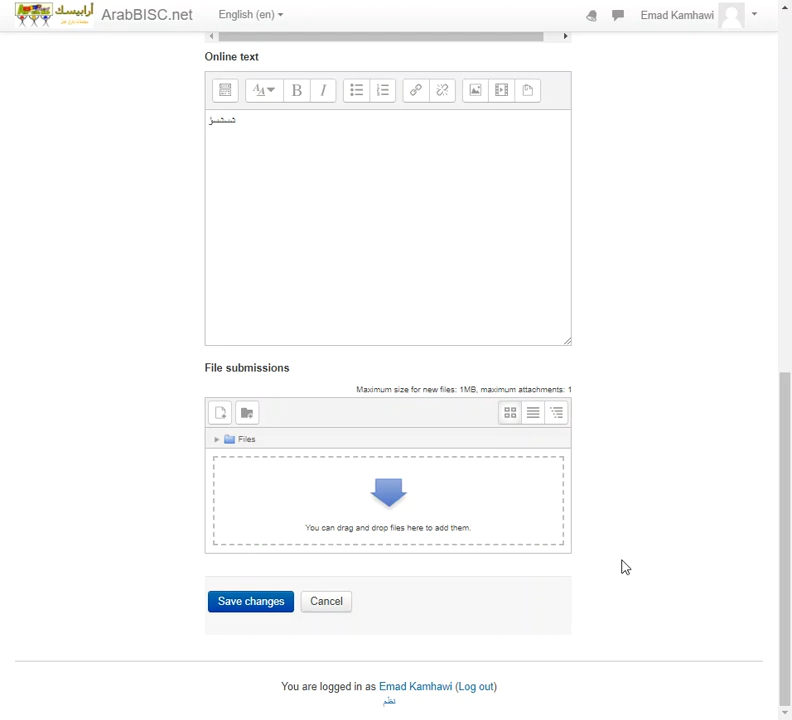 أرابيسك ArabBISC.net English (en) Emad Kamhawi
Online text
File submissions
Maximum size for new files: 1MB, maximum attachments: 1
Files
You can drag and drop files here to add them.
Save changes Cancel
You are logged in as Emad Kamhawi (Log out)
نظم